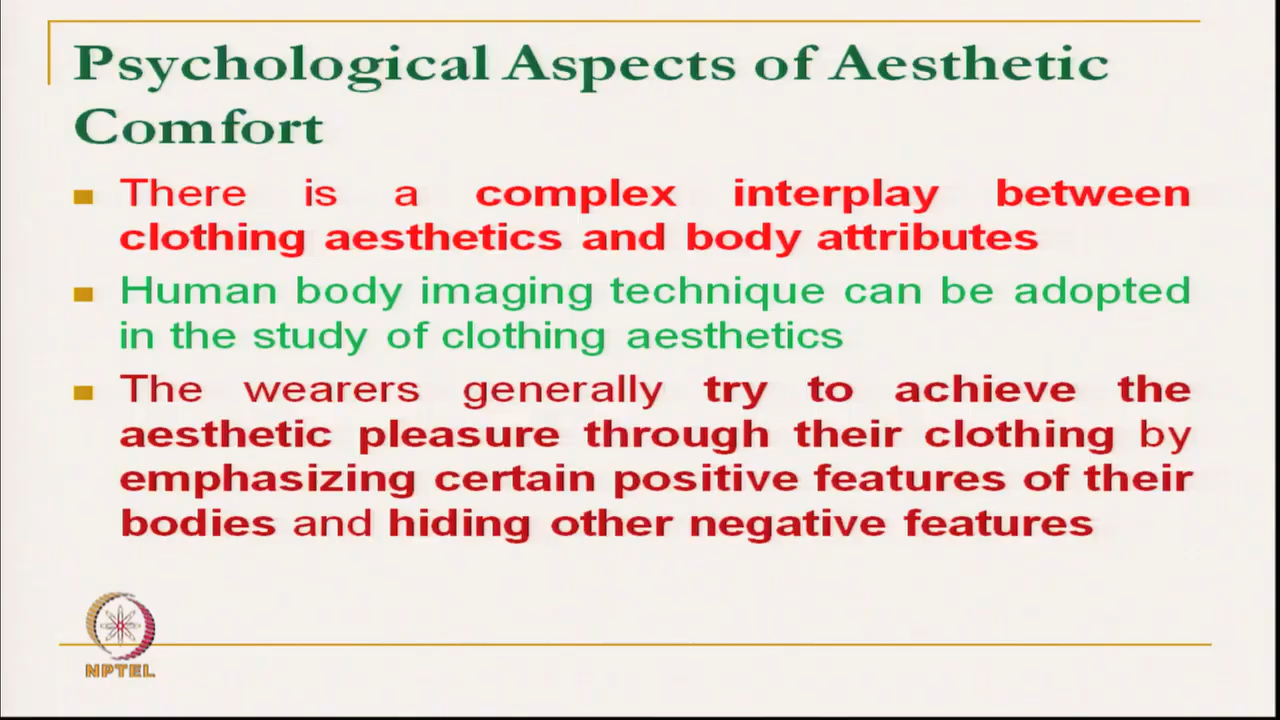 Psychological Aspects of Aesthetic
Comfort
There is a complex interplay between
clothing aesthetics and body attributes
Human body imaging technique can be adopted
in the study of clothing aesthetics
The wearers generally try to achieve the
aesthetic pleasure through their clothing by
emphasizing certain positive features of their
bodies and hiding other negative features
NPTEL